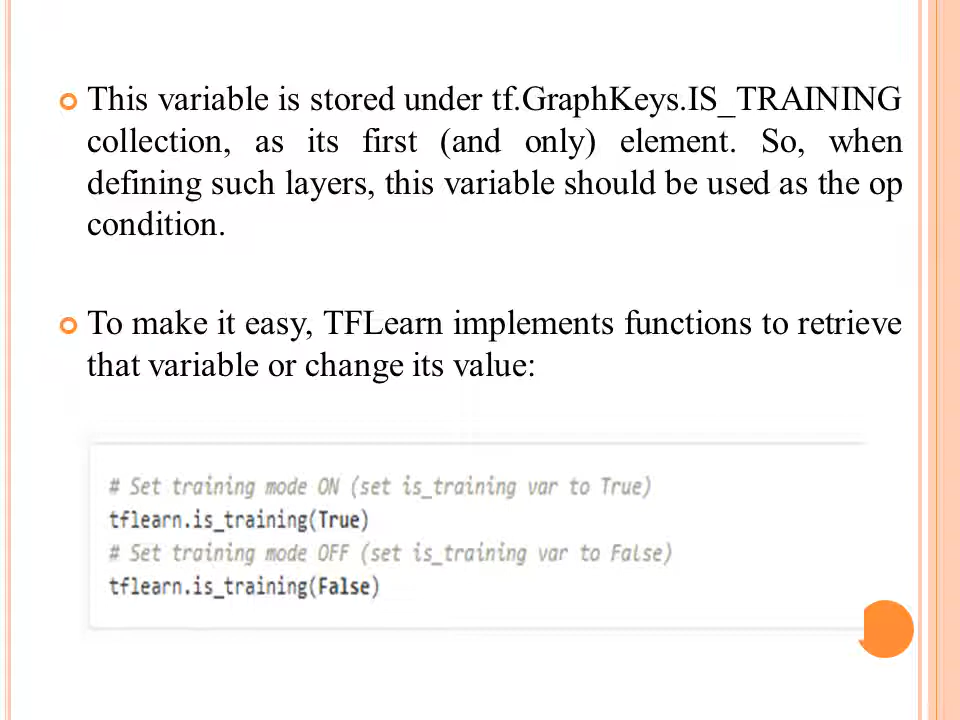 This variable is stored under tf.GraphKeys.IS_TRAINING
collection, as its first (and only) element. So, when
defining such layers, this variable should be used as the op
condition.
To make it easy, TFLearn implements functions to retrieve
that variable or change its value:
# Set training mode ON (set is_training var to True)
tflearn.is_training(True)
# Set training mode OFF (set is_training var to False)
tflearn.is_training(False)